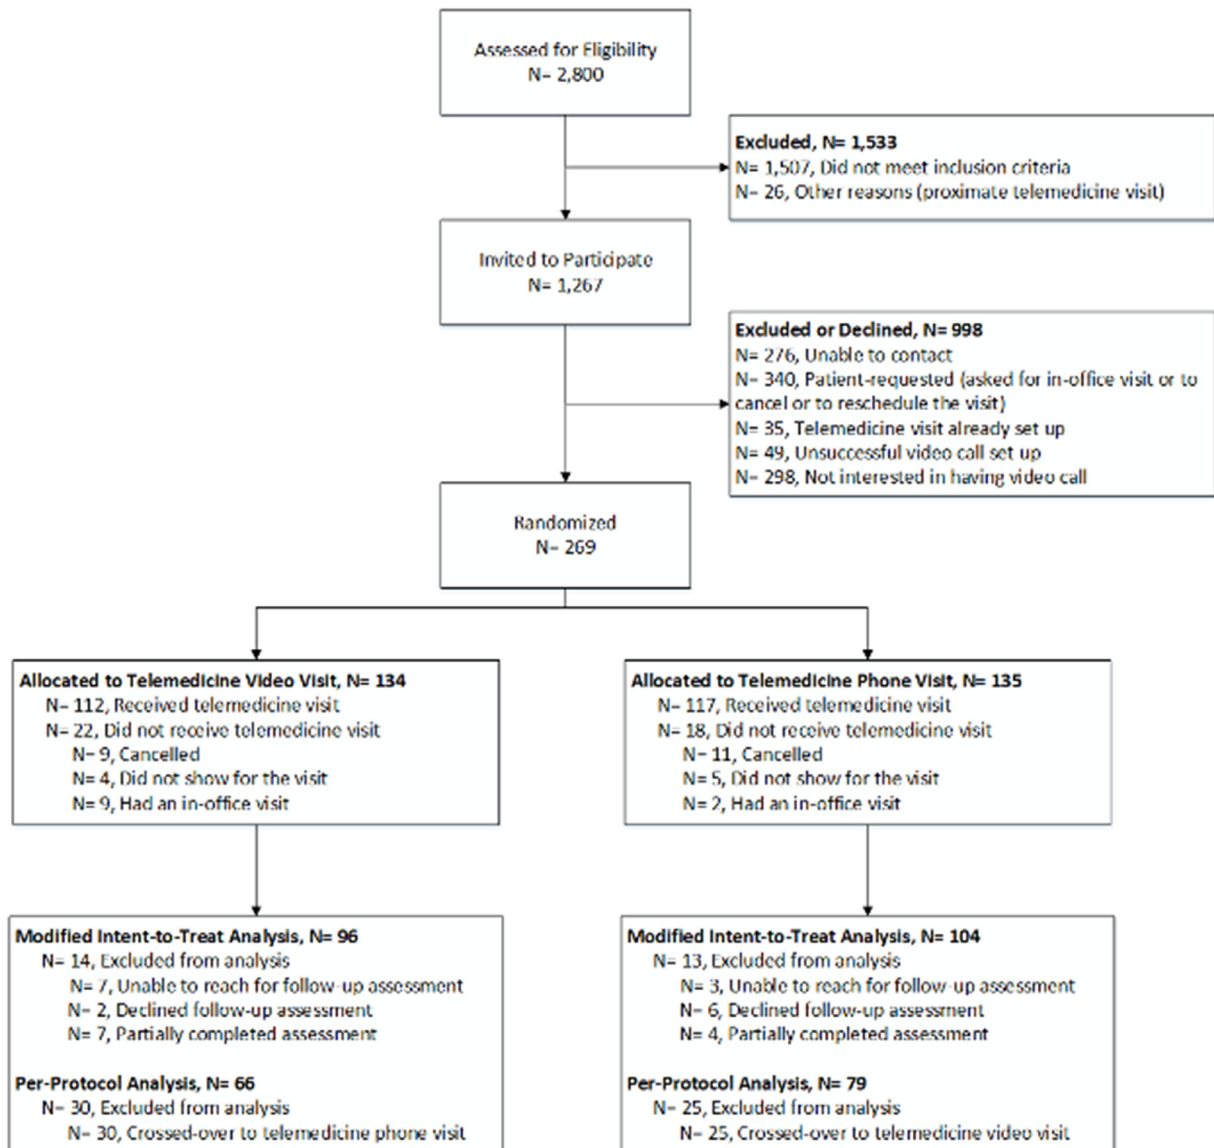 Assessed for Eligibility
N= 2,800
Excluded, N= 1,533
N= 1,507, Did not meet inclusion criteria
N= 26, Other reasons (proximate telemedicine visit)
Invited to Participate
N= 1,267
Excluded or Declined, N= 998
N= 276, Unable to contact
N= 340, Patient-requested (asked for in-office visit or to
cancel or to reschedule the visit)
N= 35, Telemedicine visit already set up
N= 49, Unsuccessful video call set up
N= 298, Not interested in having video call
Randomized
N= 269
Allocated to Telemedicine Video Visit, N= 134
N= 112, Received telemedicine visit
N= 22, Did not receive telemedicine visit
N= 9, Cancelled
N= 4, Did not show for the visit
N= 9, Had an in-office visit
Allocated to Telemedicine Phone Visit, N= 135
N= 117, Received telemedicine visit
N= 18, Did not receive telemedicine visit
N= 11, Cancelled
N= 5, Did not show for the visit
N= 2, Had an in-office visit
Modified Intent-to-Treat Analysis, N= 96
N= 14, Excluded from analysis
N= 7, Unable to reach for follow-up assessment
N= 2, Declined follow-up assessment
N= 7, Partially completed assessment
Per-Protocol Analysis, N= 66
N= 30, Excluded from analysis
N= 30, Crossed-over to telemedicine phone visit
Modified Intent-to-Treat Analysis, N= 104
N= 13, Excluded from analysis
N= 3, Unable to reach for follow-up assessment
N= 6, Declined follow-up assessment
N= 4, Partially completed assessment
Per-Protocol Analysis, N= 79
N= 25, Excluded from analysis
N= 25, Crossed-over to telemedicine video visit